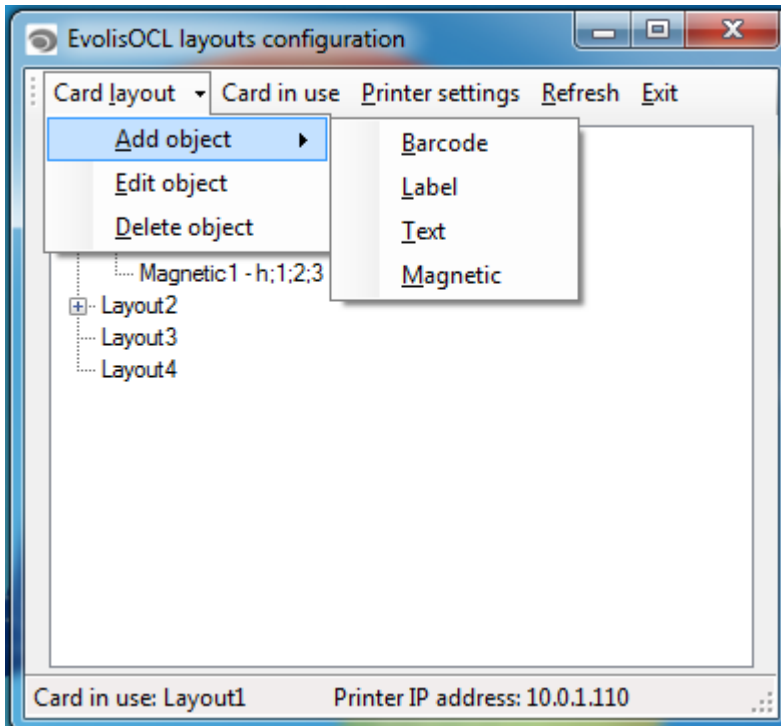 EvolisOCL layouts configuration
Card layout Card in use Printer settings Refresh Exit
Add object
Edit object
Delete object
Barcode
Label
Text
Magnetic
Magnetic1 - h;1;2;3
Layout2
Layout3
Layout4
Card in use: Layout1 Printer IP address: 10.0.1.110